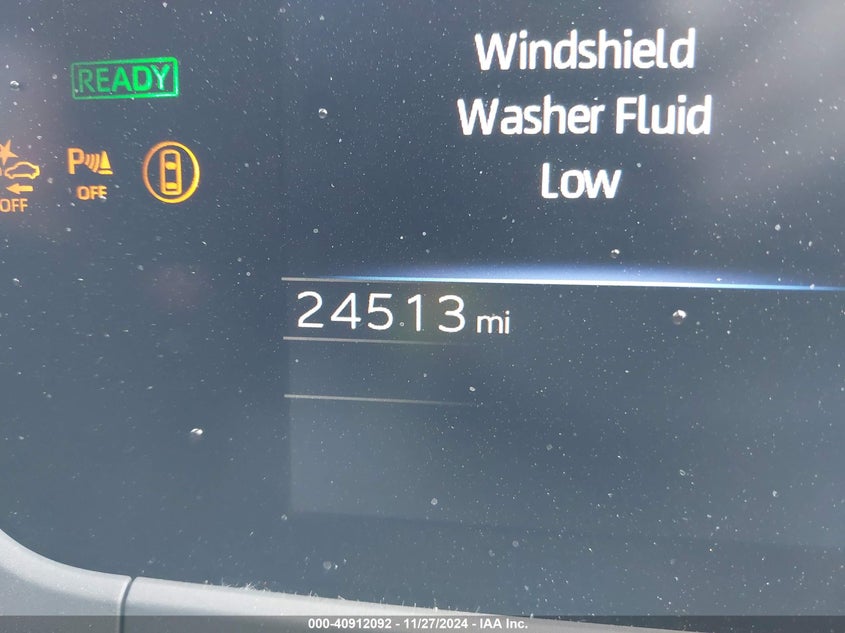 READY
Windshield
Washer Fluid
Low
P
OFF
OFF
24513 mi
000-40912092 - 11/27/2024 - IAA Inc.